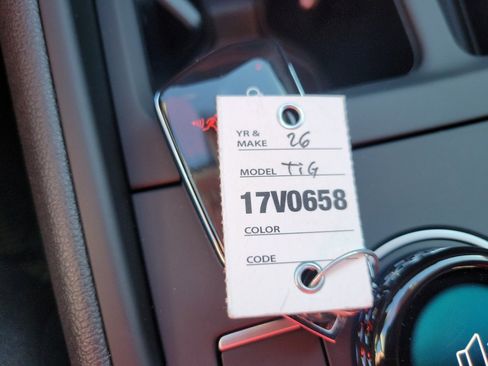 YR &
MAKE 26
MODEL TiG
17V0658
COLOR
CODE